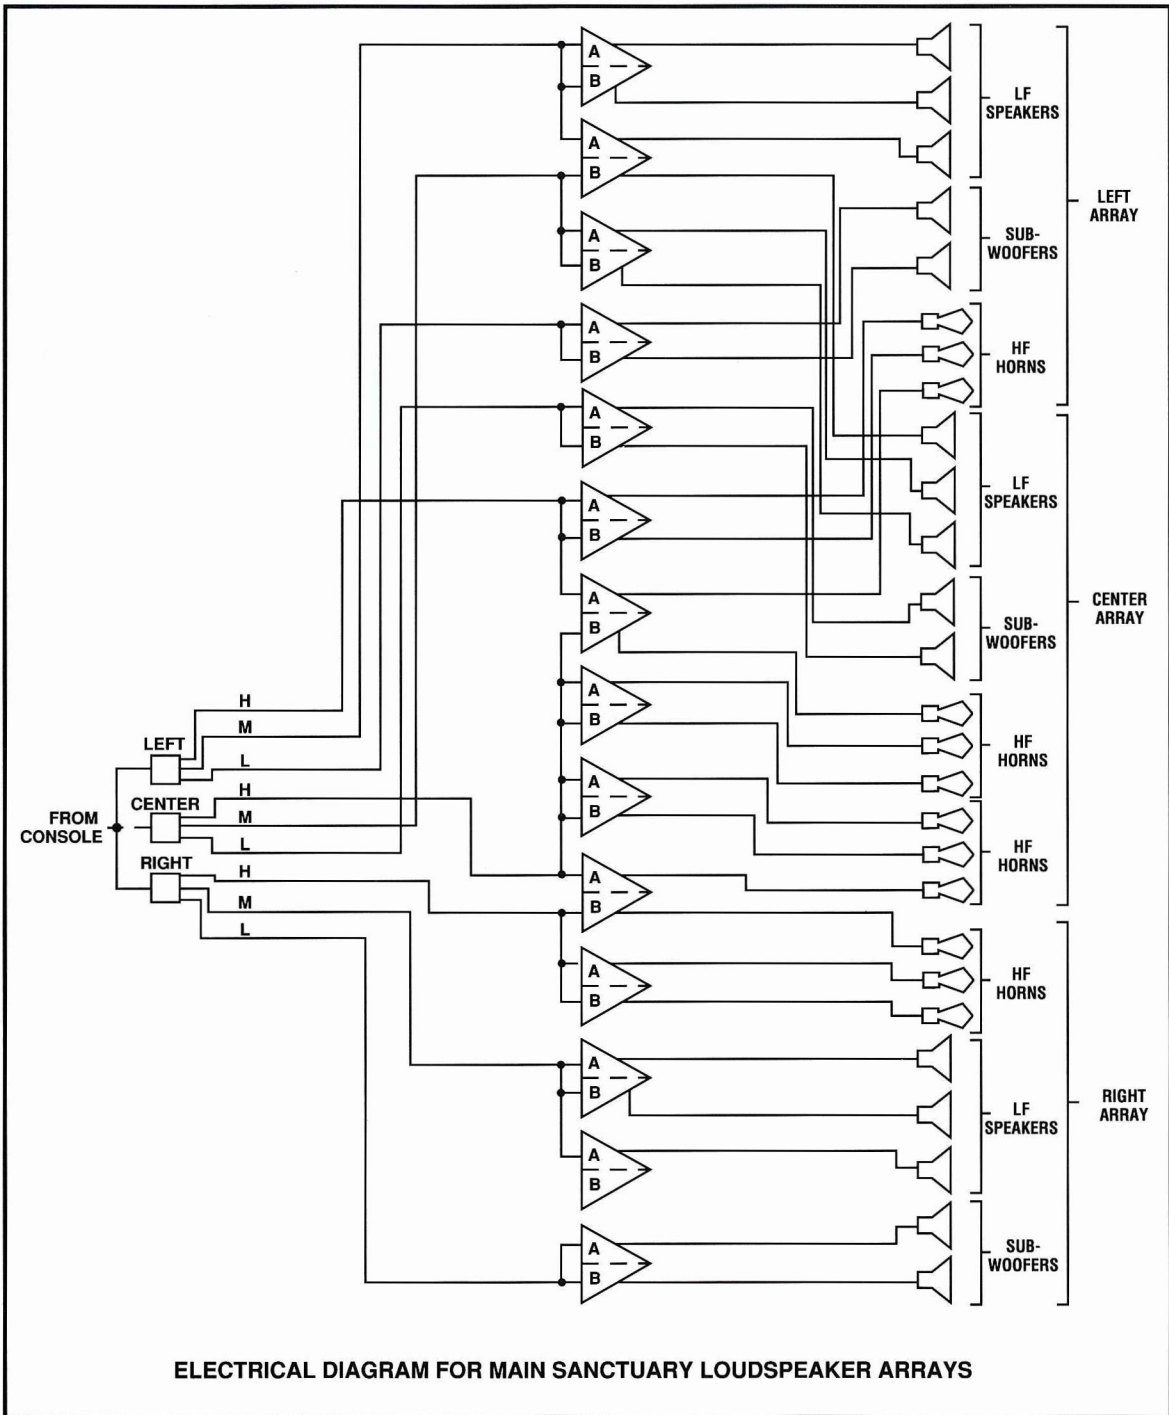 A
B
A
B
A
B
A
B
A
B
A
B
A
B
A
B
A
B
A
B
A
B
A
B
A
B
A
B
LF
SPEAKERS
SUB-
WOOFERS
HF
HORNS
LEFT
ARRAY
LF
SPEAKERS
SUB-
WOOFERS
HF
HORNS
HF
HORNS
CENTER
ARRAY
HF
HORNS
LF
SPEAKERS
SUB-
WOOFERS
RIGHT
ARRAY
FROM
CONSOLE
LEFT
H
M
L
CENTER
H
M
L
RIGHT
H
M
L
ELECTRICAL DIAGRAM FOR MAIN SANCTUARY LOUDSPEAKER ARRAYS